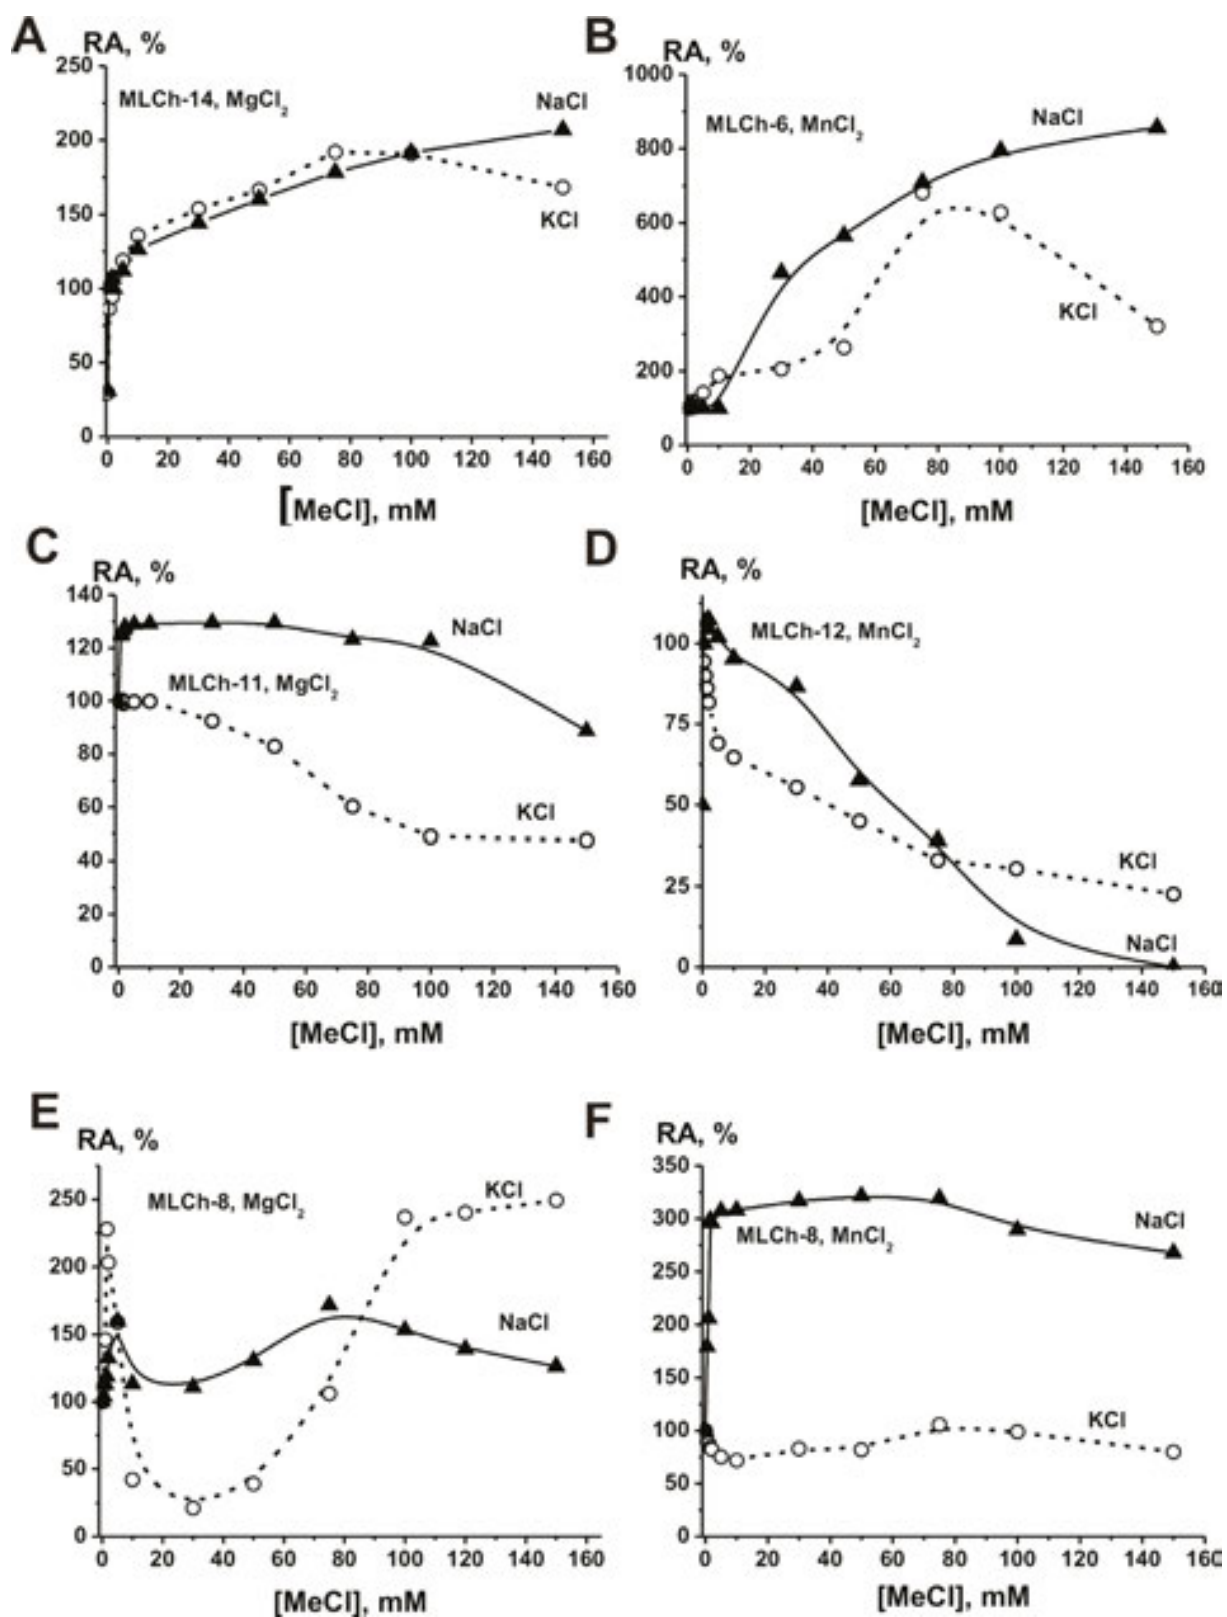 A
RA, %
250
200
150
100
50
0
MLCh-14, MgCl2
NaCl
KCl
0 20 40 60 80 100 120 140 160
[MeCl], mM
B
RA, %
1000
800
600
400
200
0
MLCh-6, MnCl2
NaCl
KCl
0 20 40 60 80 100 120 140 160
[MeCl], mM
C
RA, %
140
120
100
80
60
40
20
0
NaCl
MLCh-11, MgCl2
KCl
0 20 40 60 80 100 120 140 160
[MeCl], mM
D
RA, %
100
75
50
25
0
MLCh-12, MnCl2
KCl
NaCl
0 20 40 60 80 100 120 140 160
[MeCl], mM
E
RA, %
250
200
150
100
50
0
MLCh-8, MgCl2
KCl
NaCl
0 20 40 60 80 100 120 140 160
[MeCl], mM
F
RA, %
350
300
250
200
150
100
50
0
NaCl
MLCh-8, MnCl2
KCl
0 20 40 60 80 100 120 140 160
[MeCl], mM